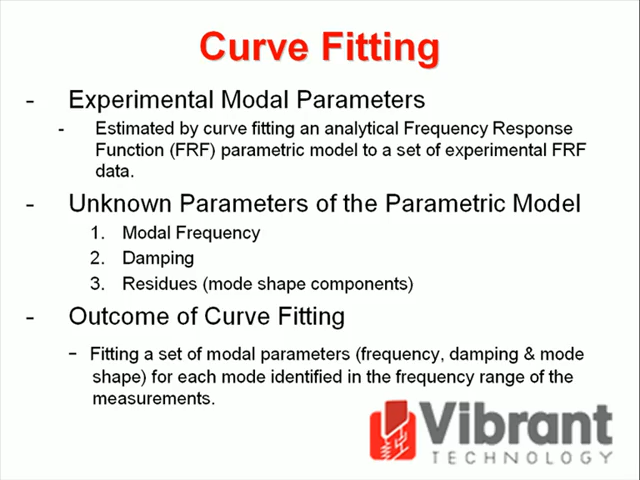 Curve Fitting
- Experimental Modal Parameters
- Estimated by curve fitting an analytical Frequency Response
Function (FRF) parametric model to a set of experimental FRF
data.
- Unknown Parameters of the Parametric Model
1. Modal Frequency
2. Damping
3. Residues (mode shape components)
- Outcome of Curve Fitting
- Fitting a set of modal parameters (frequency, damping & mode
shape) for each mode identified in the frequency range of the
measurements.
Vibrant
TECHNOLOGY